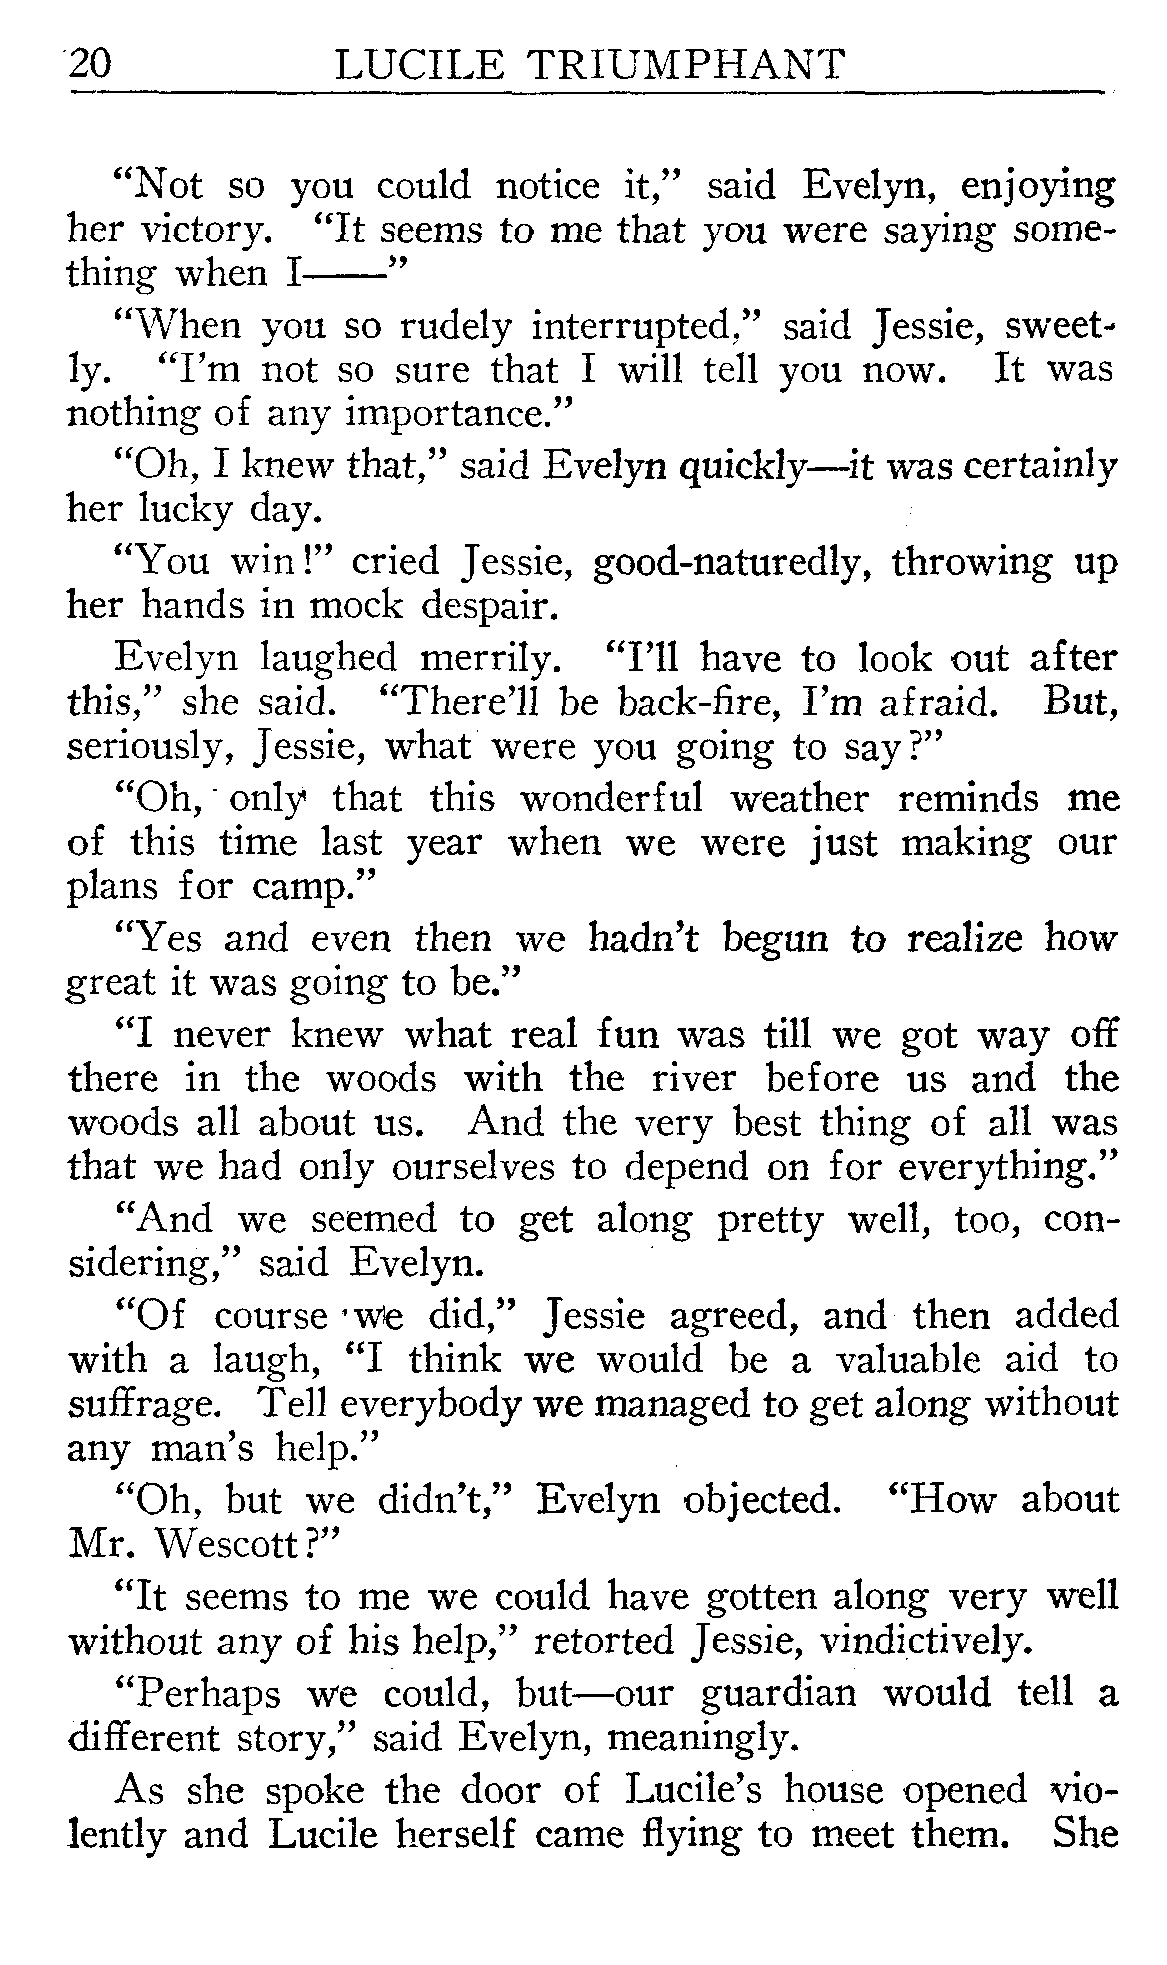 20 LUCILE TRIUMPHANT
“Not so you could notice it,” said Evelyn, enjoying
her victory. “It seems to me that you were saying some-
thing when I——”
“When you so rudely interrupted,” said Jessie, sweet-
ly. “I’m not so sure that I will tell you now. It was
nothing of any importance.”
“Oh, I knew that,” said Evelyn quickly—it was certainly
her lucky day.
“You win!” cried Jessie, good-naturedly, throwing up
her hands in mock despair.
Evelyn laughed merrily. “I’ll have to look out after
this,” she said. “There’ll be back-fire, I’m afraid. But,
seriously, Jessie, what were you going to say?”
“Oh, only that this wonderful weather reminds me
of this time last year when we were just making our
plans for camp.”
“Yes and even then we hadn’t begun to realize how
great it was going to be.”
“I never knew what real fun was till we got way off
there in the woods with the river before us and the
woods all about us. And the very best thing of all was
that we had only ourselves to depend on for everything.”
“And we seemed to get along pretty well, too, con-
sidering,” said Evelyn.
“Of course we did,” Jessie agreed, and then added
with a laugh, “I think we would be a valuable aid to
suffrage. Tell everybody we managed to get along without
any man’s help.”
“Oh, but we didn’t,” Evelyn objected. “How about
Mr. Wescott?”
“It seems to me we could have gotten along very well
without any of his help,” retorted Jessie, vindictively.
“Perhaps we could, but—our guardian would tell a
different story,” said Evelyn, meaningly.
As she spoke the door of Lucile’s house opened vio-
lently and Lucile herself came flying to meet them. She